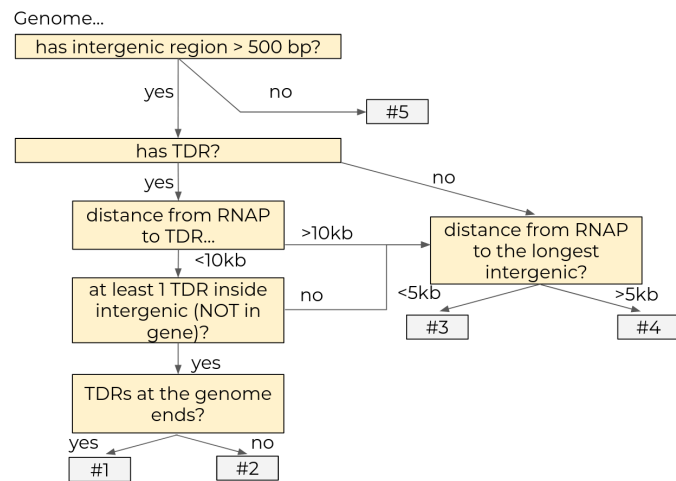 Genome...
has intergenic region > 500 bp?
yes
no
#5
has TDR?
yes
no
distance from RNAP
to TDR...
>10kb
<10kb
distance from RNAP
to the longest
intergenic?
at least 1 TDR inside
intergenic (NOT in
gene)?
no
<5kb
>5kb
#3
#4
yes
TDRs at the genome
ends?
yes
no
#1
#2